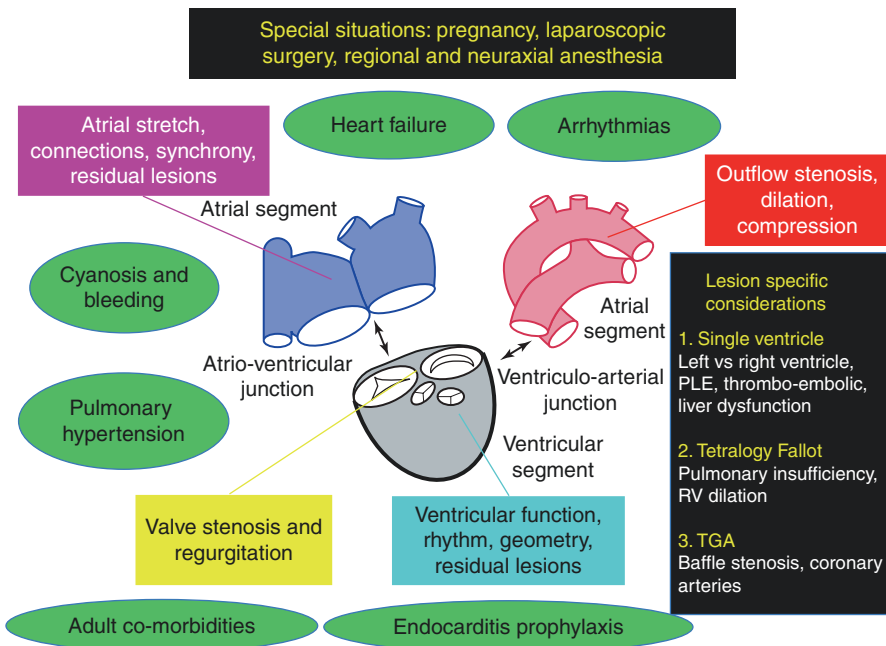 Special situations: pregnancy, laparoscopic
surgery, regional and neuraxial anesthesia
Atrial stretch,
connections, synchrony,
residual lesions
Heart failure
Arrhythmias
Outflow stenosis,
dilation,
compression
Atrial segment
Cyanosis and
bleeding
Atrial
segment
Atrio-ventricular
junction
Ventriculo-arterial
junction
Pulmonary
hypertension
Ventricular
segment
Valve stenosis and
regurgitation
Ventricular function,
rhythm, geometry,
residual lesions
Lesion specific
considerations
1. Single ventricle
Left vs right ventricle,
PLE, thrombo-embolic,
liver dysfunction
2. Tetralogy Fallot
Pulmonary insufficiency,
RV dilation
3. TGA
Baffle stenosis, coronary
arteries
Adult co-morbidities
Endocarditis prophylaxis